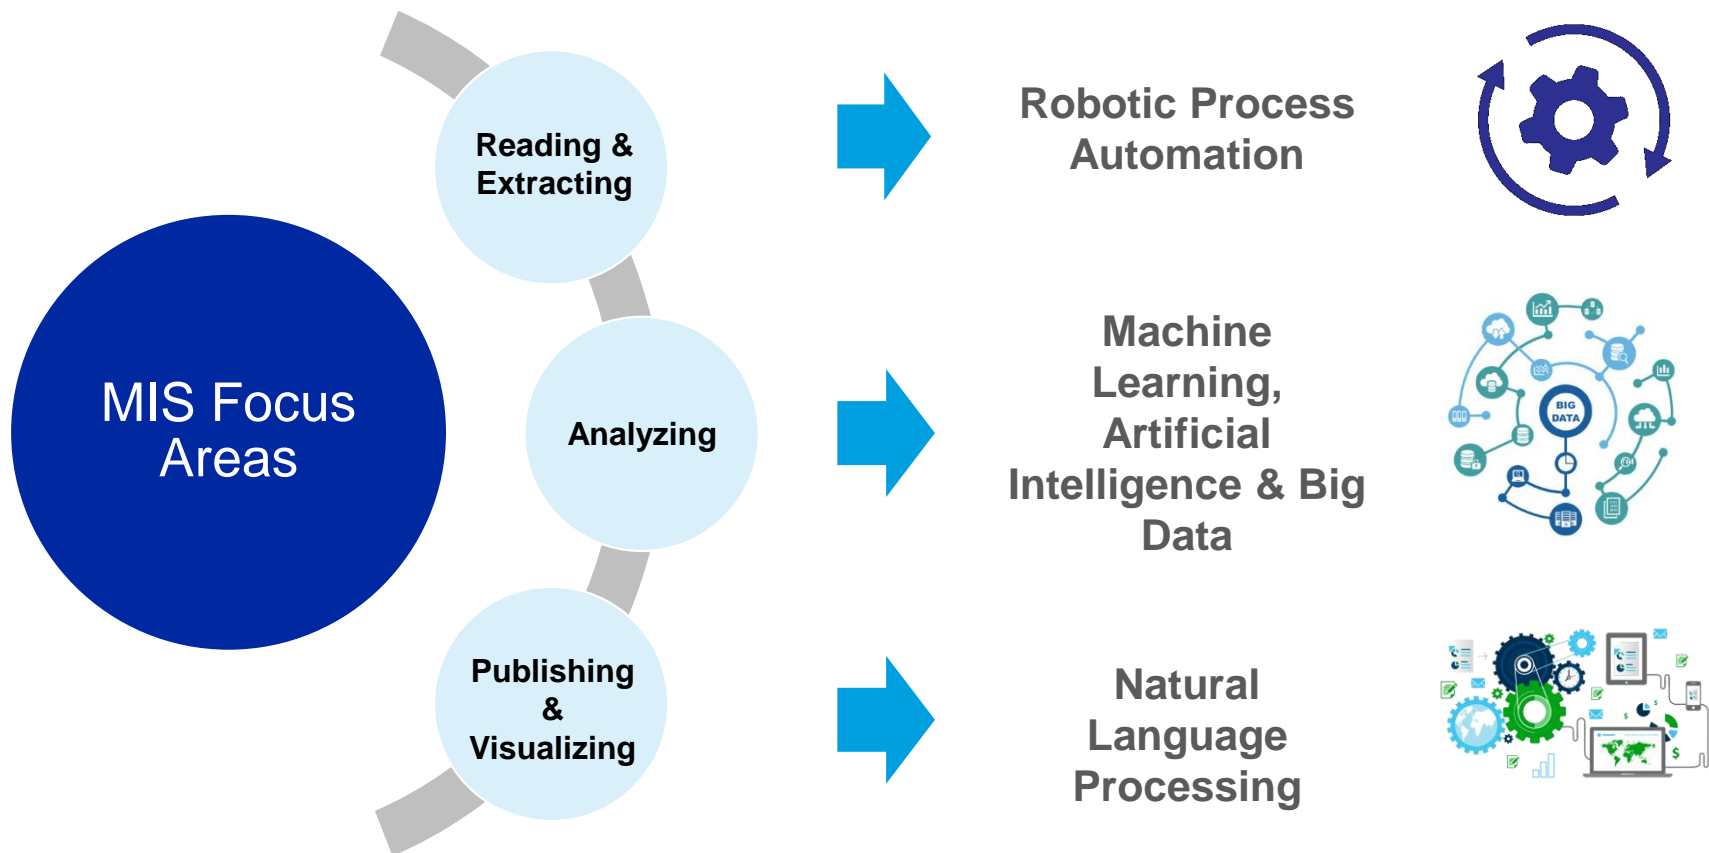 MIS Focus
Areas
Reading &
Extracting
Robotic Process
Automation
Analyzing
Machine
Learning,
Artificial
Intelligence & Big
Data
BIG
DATA
Publishing
&
Visualizing
Natural
Language
Processing
$
$
$